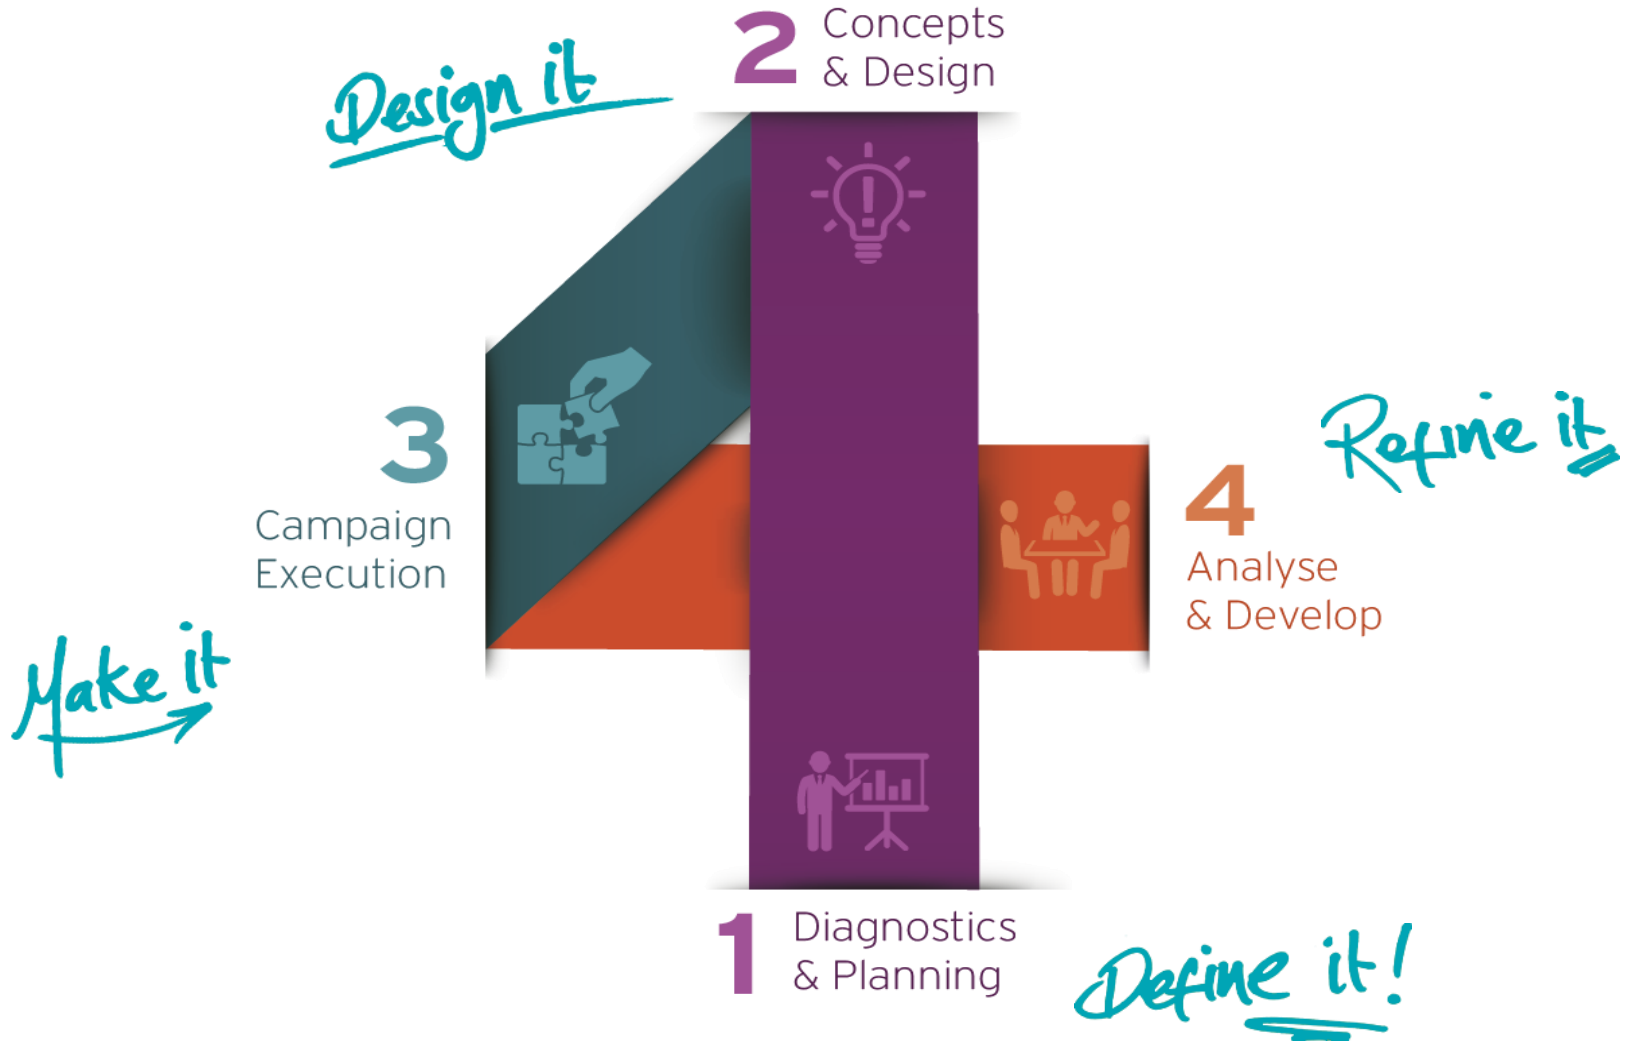 2 Concepts
& Design
Design it
3
Campaign
Execution
Make it
Refine it
4
Analyse
& Develop
1 Diagnostics
& Planning
Define it!